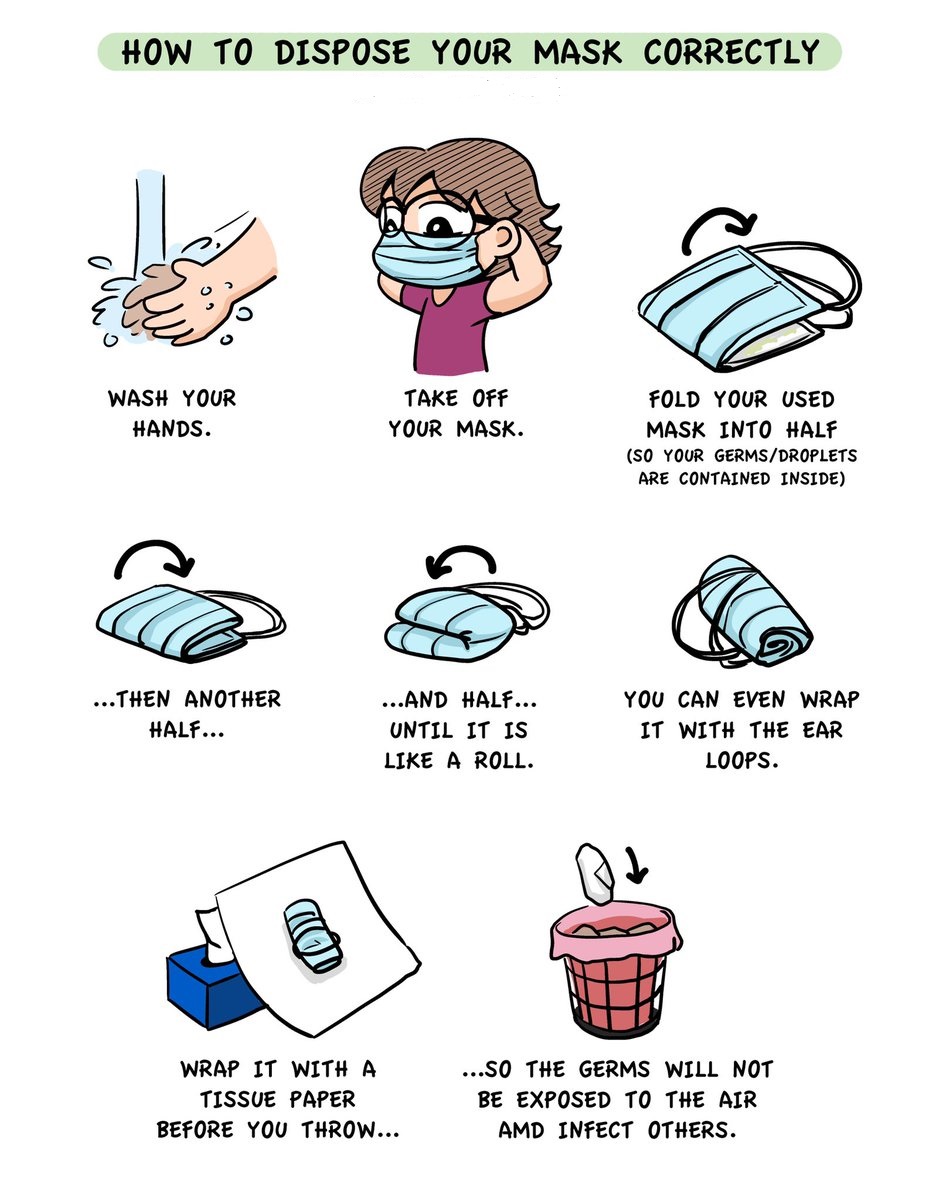 HOW TO DISPOSE YOUR MASK CORRECTLY
WASH YOUR
HANDS.
TAKE OFF
YOUR MASK.
FOLD YOUR USED
MASK INTO HALF
(SO YOUR GERMS/DROPLETS
ARE CONTAINED INSIDE)
...THEN ANOTHER
HALF...
...AND HALF...
UNTIL IT IS
LIKE A ROLL.
YOU CAN EVEN WRAP
IT WITH THE EAR
LOOPS.
WRAP IT WITH A
TISSUE PAPER
BEFORE YOU THROW...
...SO THE GERMS WILL NOT
BE EXPOSED TO THE AIR
AMD INFECT OTHERS.